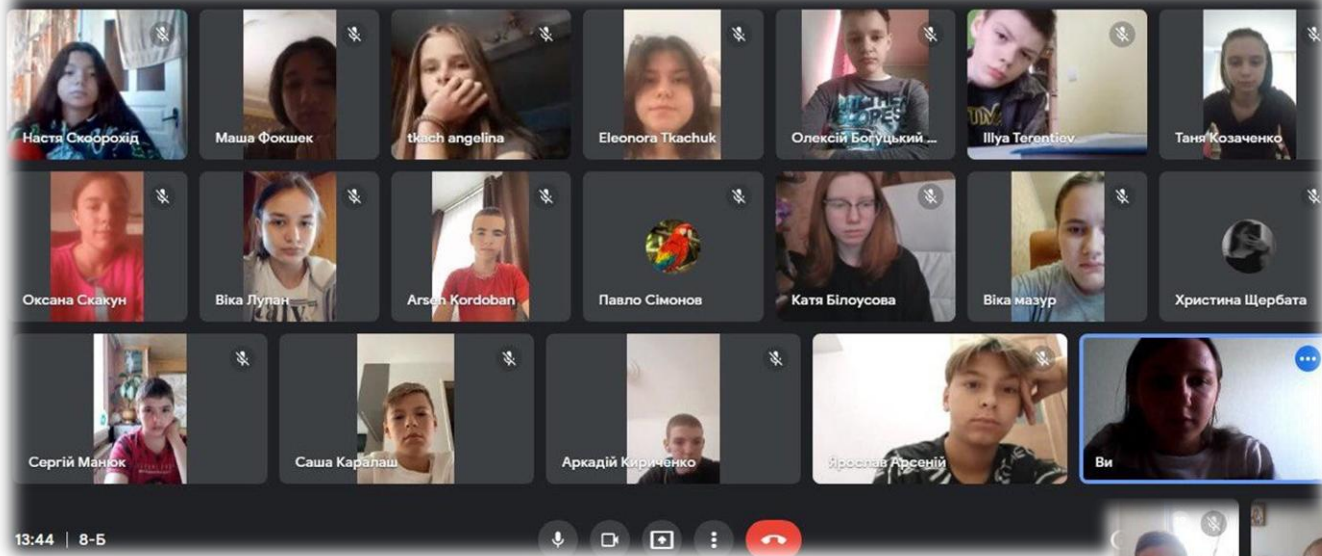 Настя Скоорохід
Маша Фокшек
tkach angelina
Eleonora Tkachuk
Олексій Богуцький ...
Illya Terentiev
Таня Козаченко
Оксана Скакун
Віка Лупан
Arsen Kordoban
Павло Сімонов
Катя Білоусова
Віка мазур
Христина Щербата
Сергій Манюк
Саша Каралаш
Аркадій Кириченко
Ярослав Арсеній
Ви
13:44 | 8-Б